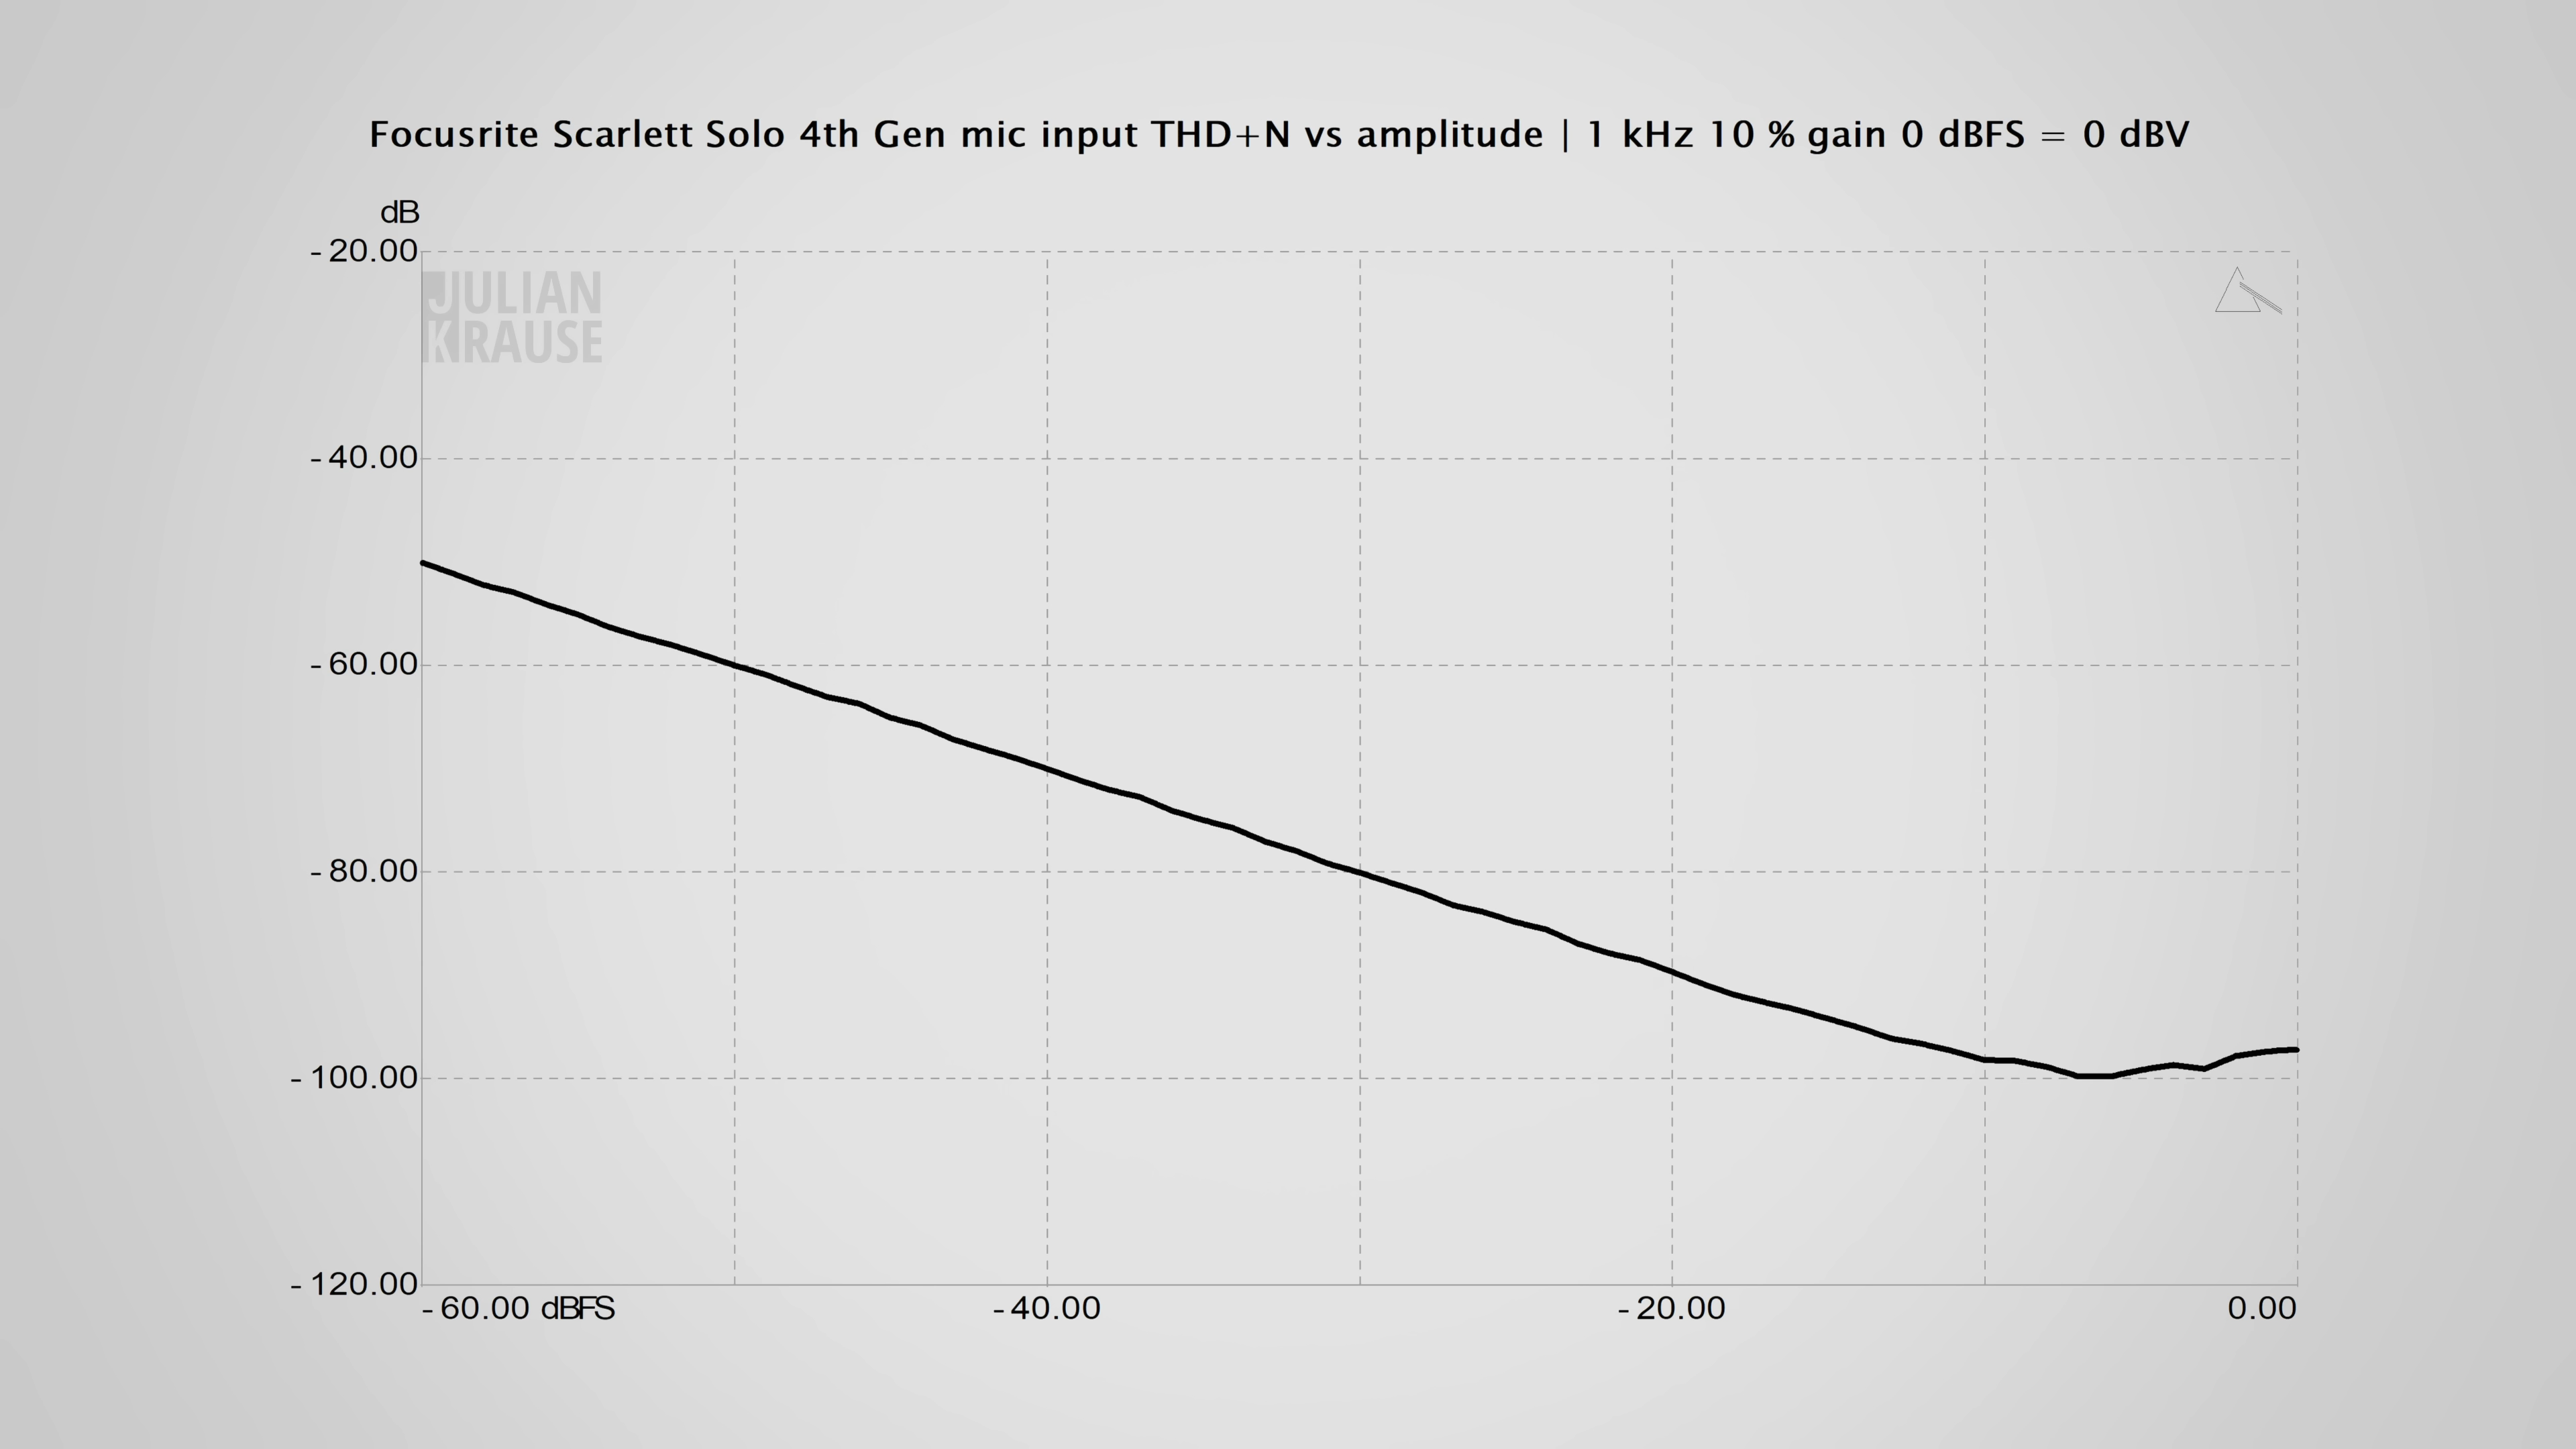 Focusrite Scarlett Solo 4th Gen mic input THD+N vs amplitude | 1 kHz 10 % gain 0 dBFS = 0 dBV
dB
-20.00
JULIAN
KRAUSE
-40.00
-60.00
-80.00
-100.00
-120.00
-60.00 dBFS -40.00 -20.00 0.00